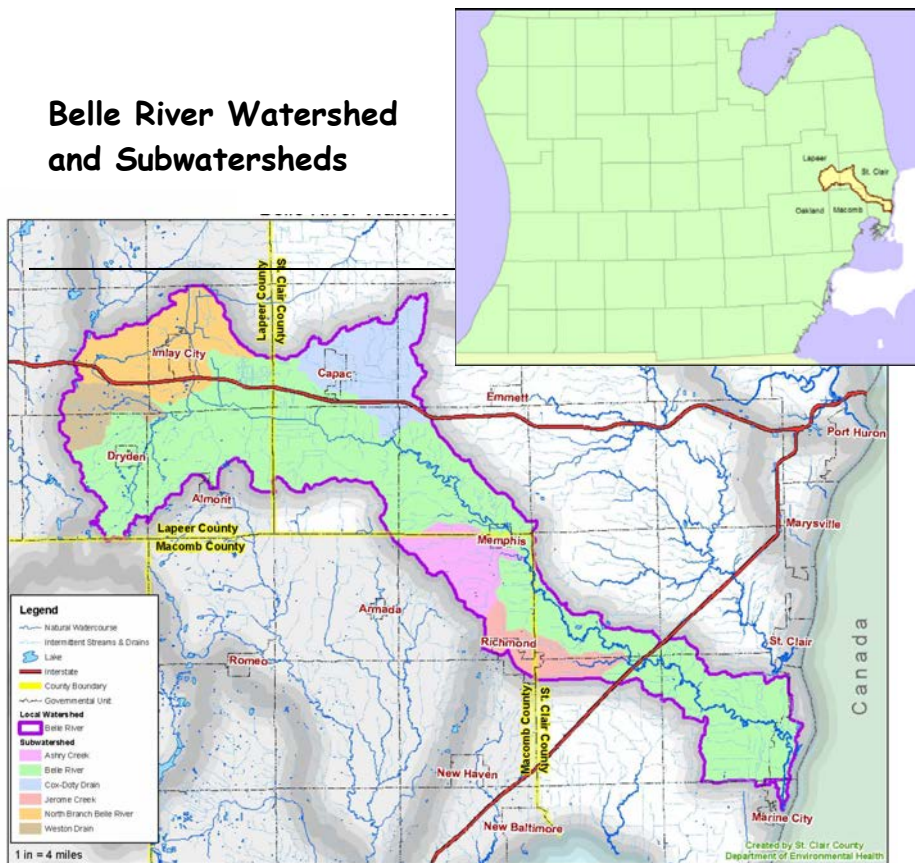 Belle River Watershed
and Subwatersheds
Lapeer
St. Clair
Oakland
Macomb
Lapeer County
St. Clair County
Imlay City
Capac
Emmett
Port Huron
Dryden
Almont
Marysville
Lapeer County
Macomb County
Memphis
Armada
Richmond
St. Clair
Romeo
Canada
Macomb County
St. Clair County
New Haven
Marine City
New Baltimore
Legend
Natural Watercourse
Intermittent Streams & Drains
Lake
Interstate
County Boundary
Governmental Unit
Local Watershed
Belle River
Subwatershed
Ashry Creek
Belle River
Cox-Doty Drain
Jerome Creek
North Branch Belle River
Weston Drain
1 in = 4 miles
Created by St. Clair County
Department of Environmental Health